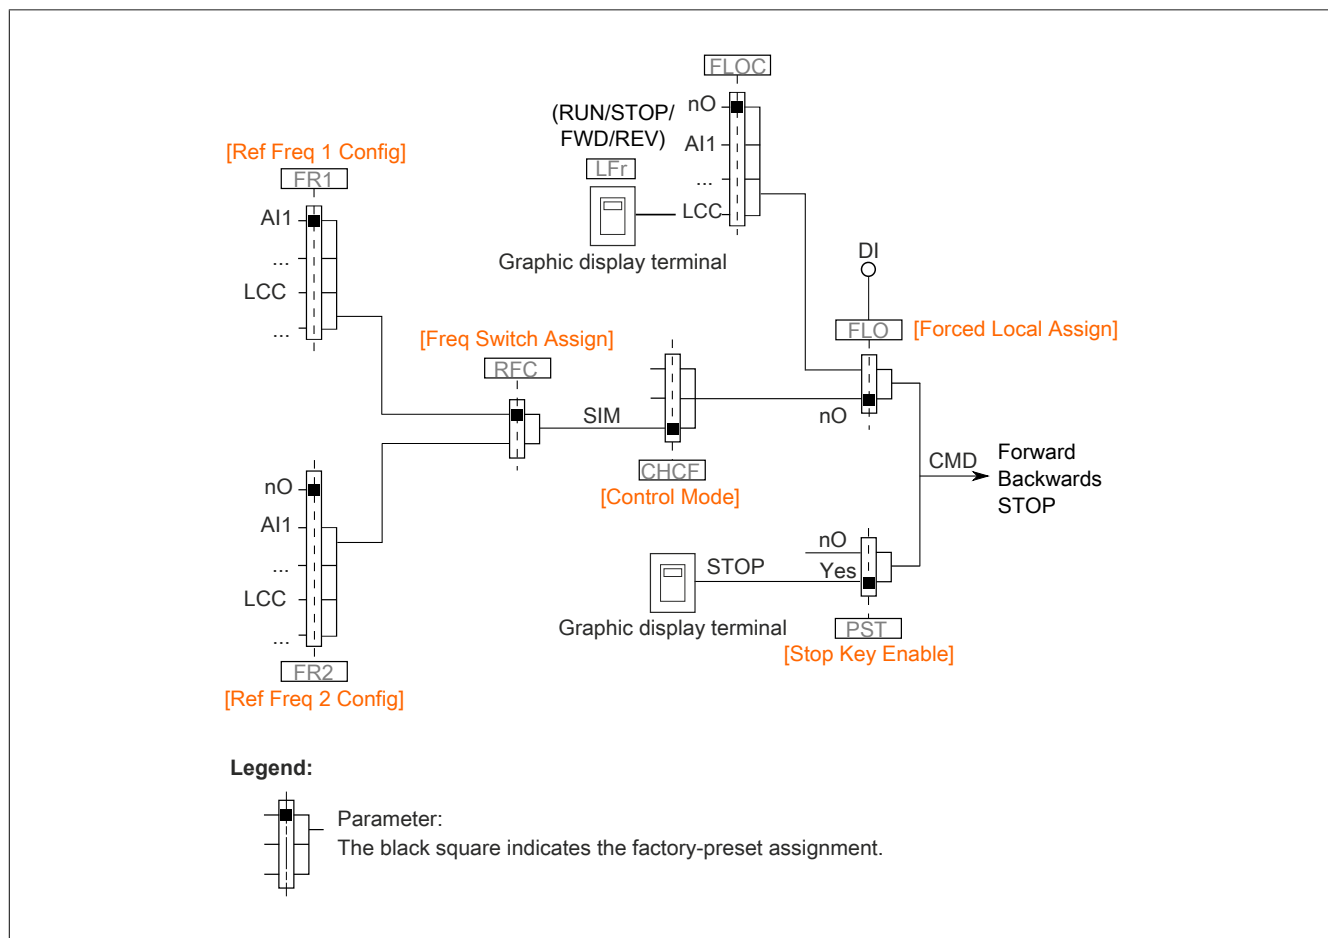 FLOC
nO
(RUN/STOP/
FWD/REV)
AI1
LFr
...
LCC
Graphic display terminal
[Ref Freq 1 Config]
FR1
AI1
...
LCC
...
DI
FLO
[Forced Local Assign]
nO
[Freq Switch Assign]
RFC
SIM
CHCF
[Control Mode]
CMD
Forward
Backwards
STOP
nO
AI1
...
LCC
...
FR2
[Ref Freq 2 Config]
nO
STOP
Yes
Graphic display terminal
PST
[Stop Key Enable]
Legend:
Parameter:
The black square indicates the factory-preset assignment.